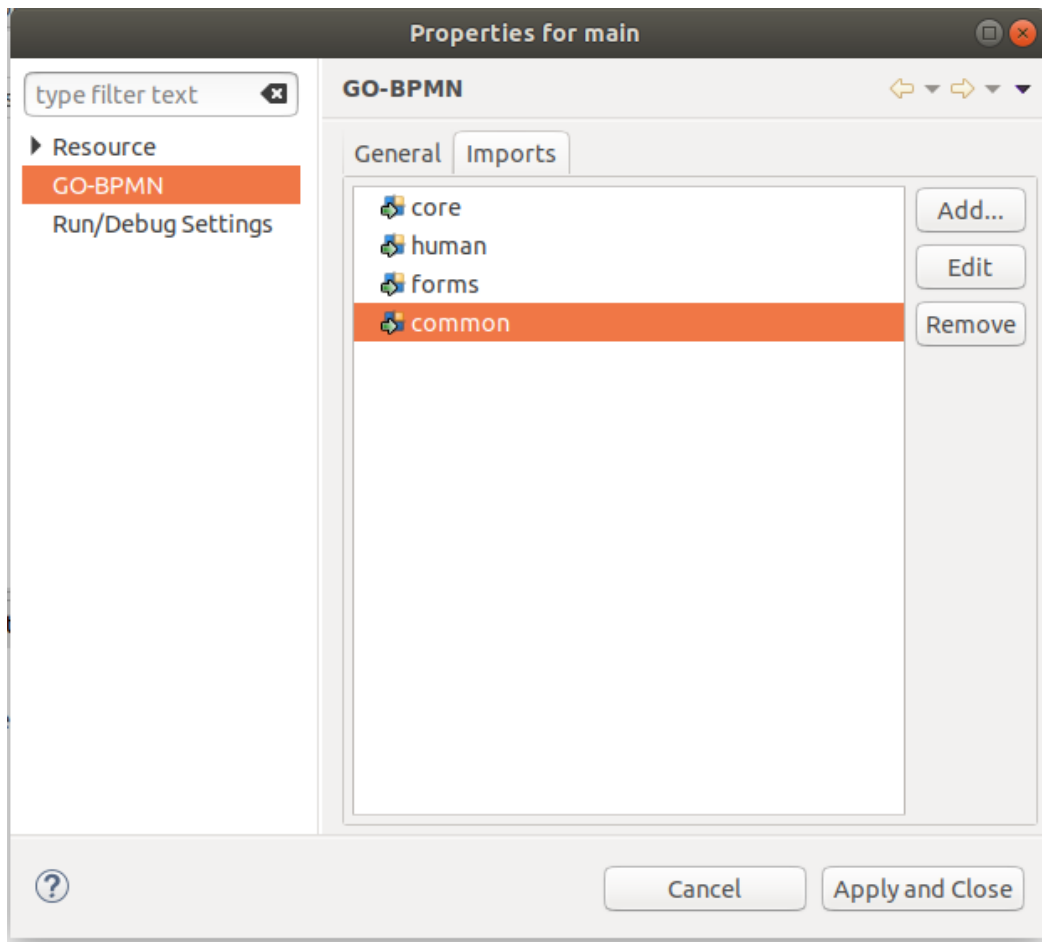 Properties for main
type filter text
GO-BPMN
Resource
GO-BPMN
Run/Debug Settings
General
Imports
core
human
forms
common
Add...
Edit
Remove
Cancel
Apply and Close